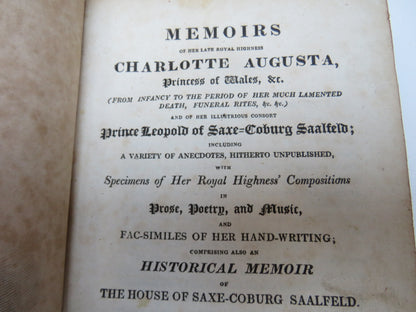 MEMOIRS
OF HER LATE ROYAL HIGHNESS
CHARLOTTE AUGUSTA,
Princess of Wales, &c.
(FROM INFANCY TO THE PERIOD OF HER MUCH LAMENTED
DEATH, FUNERAL RITES, &c. &c.)
AND OF HER ILLUSTRIOUS CONSORT
Prince Leopold of Saxe=Coburg Saalfeld;
INCLUDING
A VARIETY OF ANECDOTES, HITHERTO UNPUBLISHED,
WITH
Specimens of Her Royal Highness' Compositions
IN
Prose, Poetry, and Music,
AND
FAC-SIMILES OF HER HAND-WRITING;
COMPRISING ALSO AN
HISTORICAL MEMOIR
OF
THE HOUSE OF SAXE-COBURG SAALFELD.